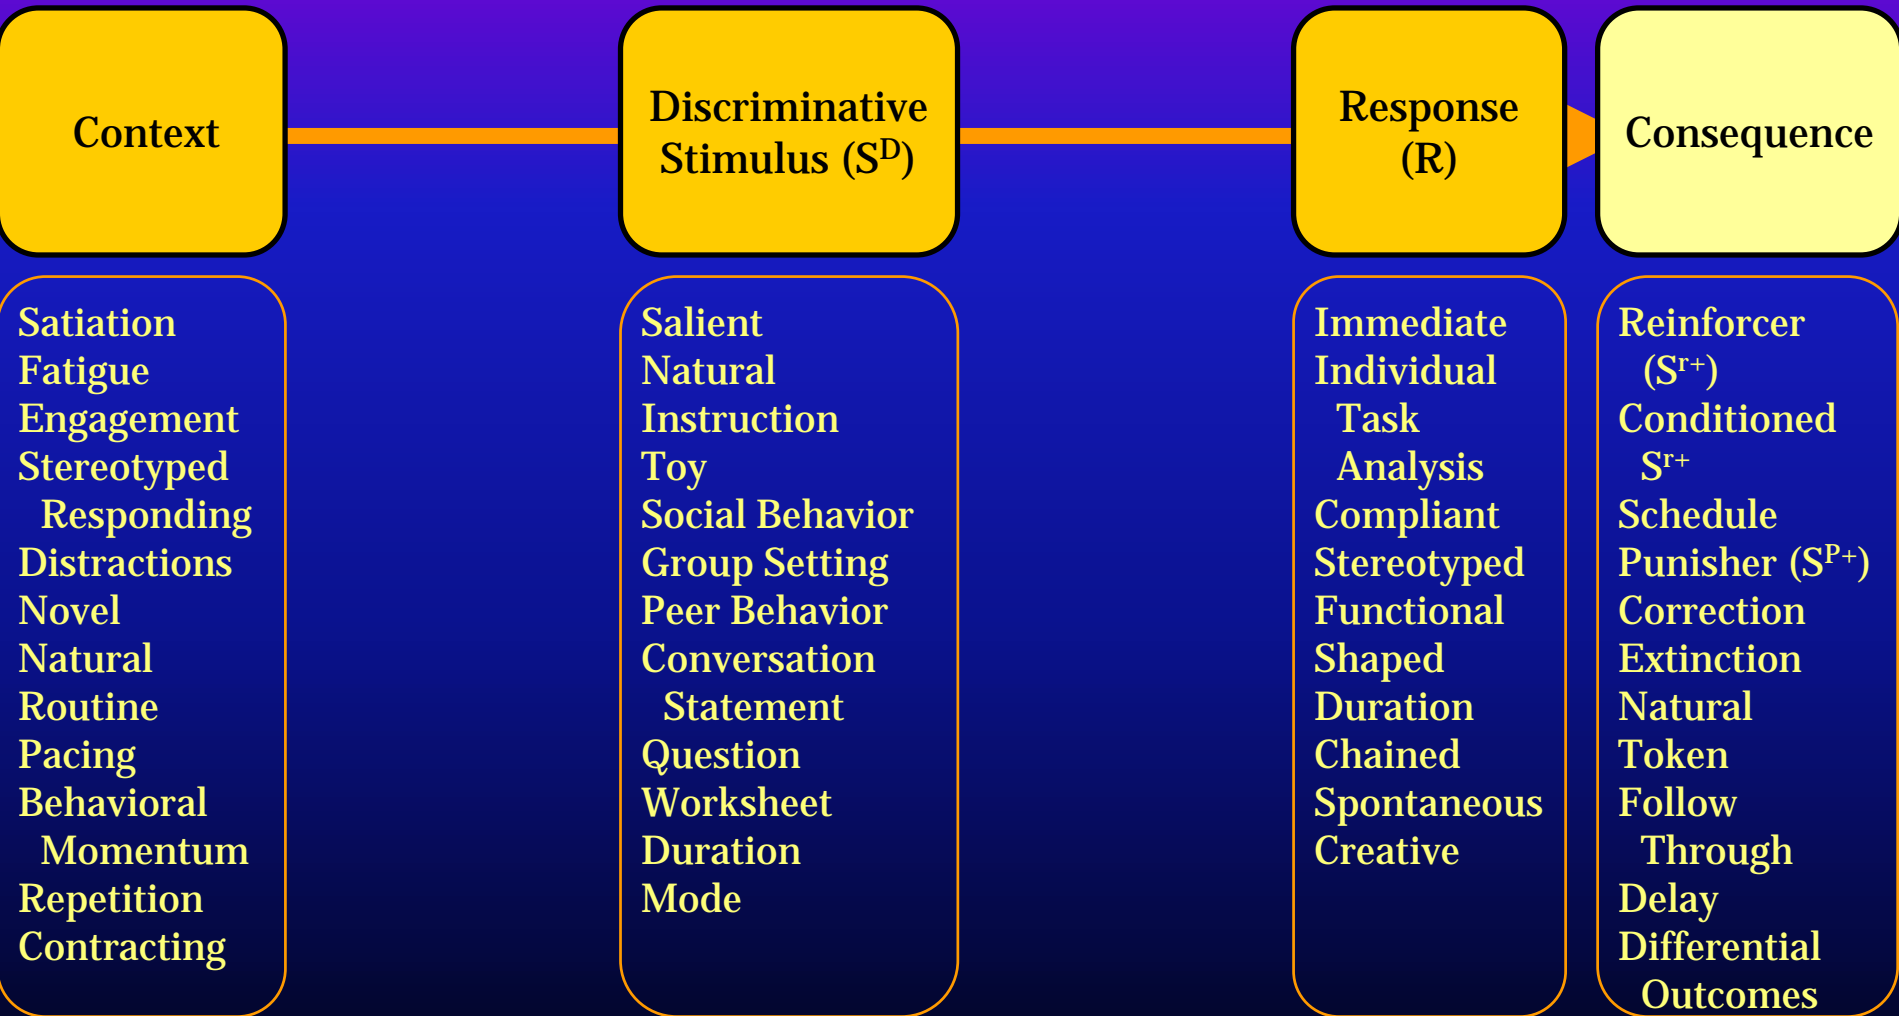 Context
Discriminative
Stimulus (S^D)
Response
(R)
Consequence
Satiation
Fatigue
Engagement
Stereotyped
Responding
Distractions
Novel
Natural
Routine
Pacing
Behavioral
Momentum
Repetition
Contracting
Salient
Natural
Instruction
Toy
Social Behavior
Group Setting
Peer Behavior
Conversation
Statement
Question
Worksheet
Duration
Mode
Immediate
Individual
Task
Analysis
Compliant
Stereotyped
Functional
Shaped
Duration
Chained
Spontaneous
Creative
Reinforcer
(S^r+)
Conditioned
S^r+
Schedule
Punisher (S^P+)
Correction
Extinction
Natural
Token
Follow
Through
Delay
Differential
Outcomes